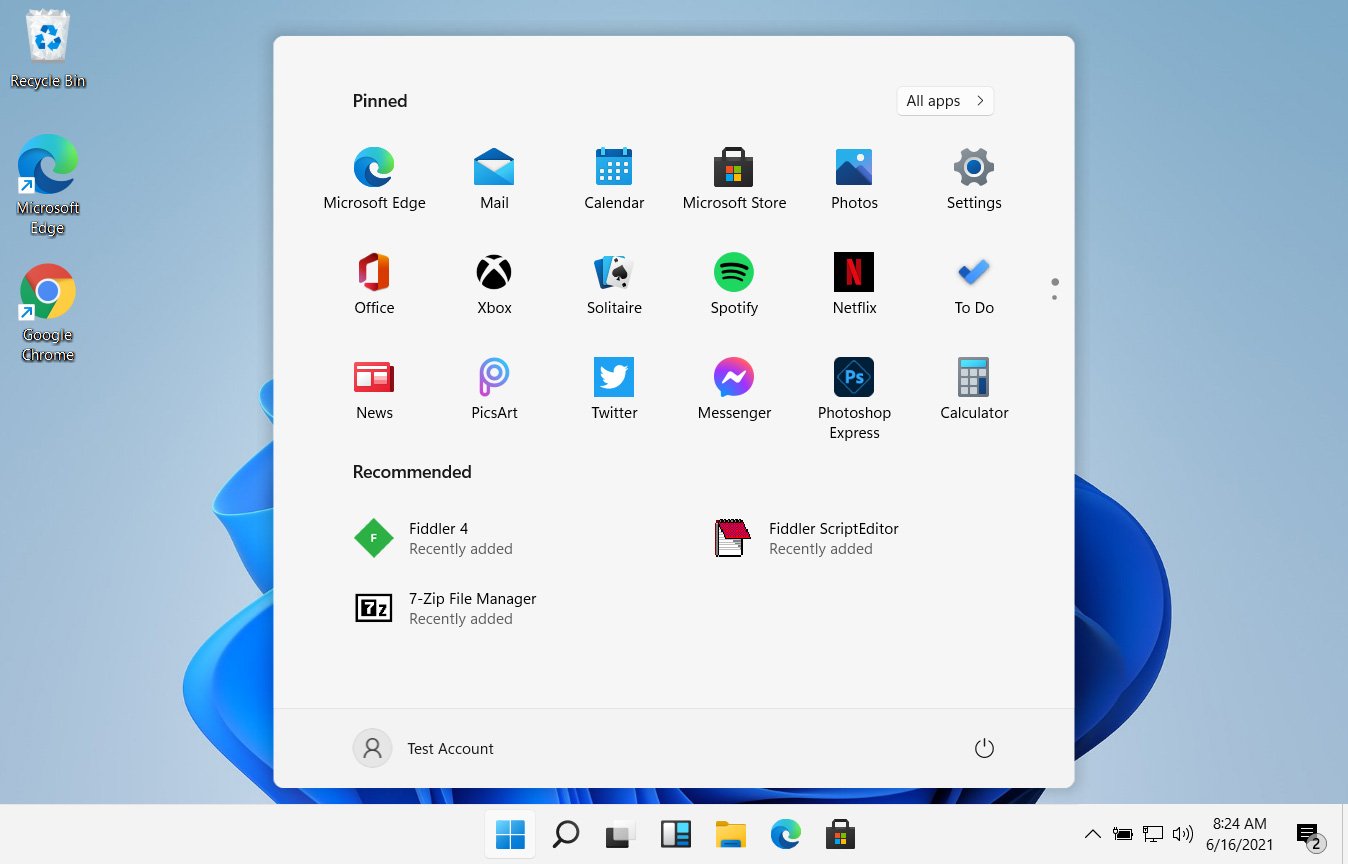 Recycle Bin
Microsoft
Edge
Google
Chrome
Pinned
All apps
Microsoft Edge
Mail
Calendar
Microsoft Store
Photos
Settings
Office
Xbox
Solitaire
Spotify
N
Netflix
To Do
News
PicsArt
Twitter
Messenger
Ps
Photoshop
Express
Calculator
Recommended
F
Fiddler 4
Recently added
Fiddler ScriptEditor
Recently added
7z
7-Zip File Manager
Recently added
Test Account
8:24 AM
6/16/2021
2